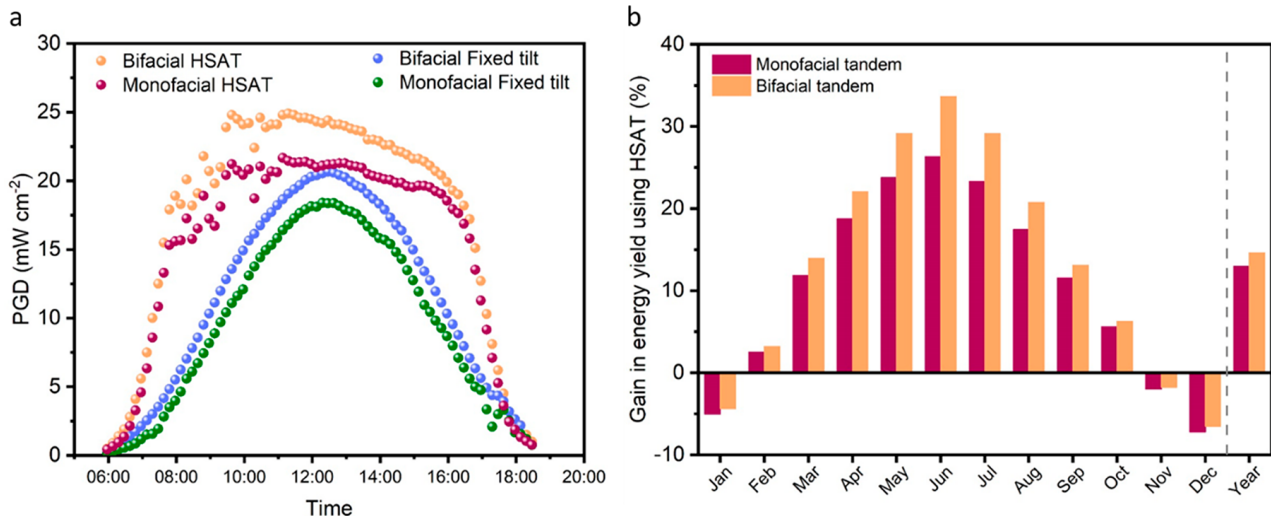 a
30
25
20
15
10
5
0
PGD (mW cm⁻²)
Bifacial HSAT
Monofacial HSAT
Bifacial Fixed tilt
Monofacial Fixed tilt
06:00 08:00 10:00 12:00 14:00 16:00 18:00 20:00
Time
b
40
30
20
10
0
-10
Gain in energy yield using HSAT (%)
Monofacial tandem
Bifacial tandem
Jan Feb Mar Apr May Jun Jul Aug Sep Oct Nov Dec Year